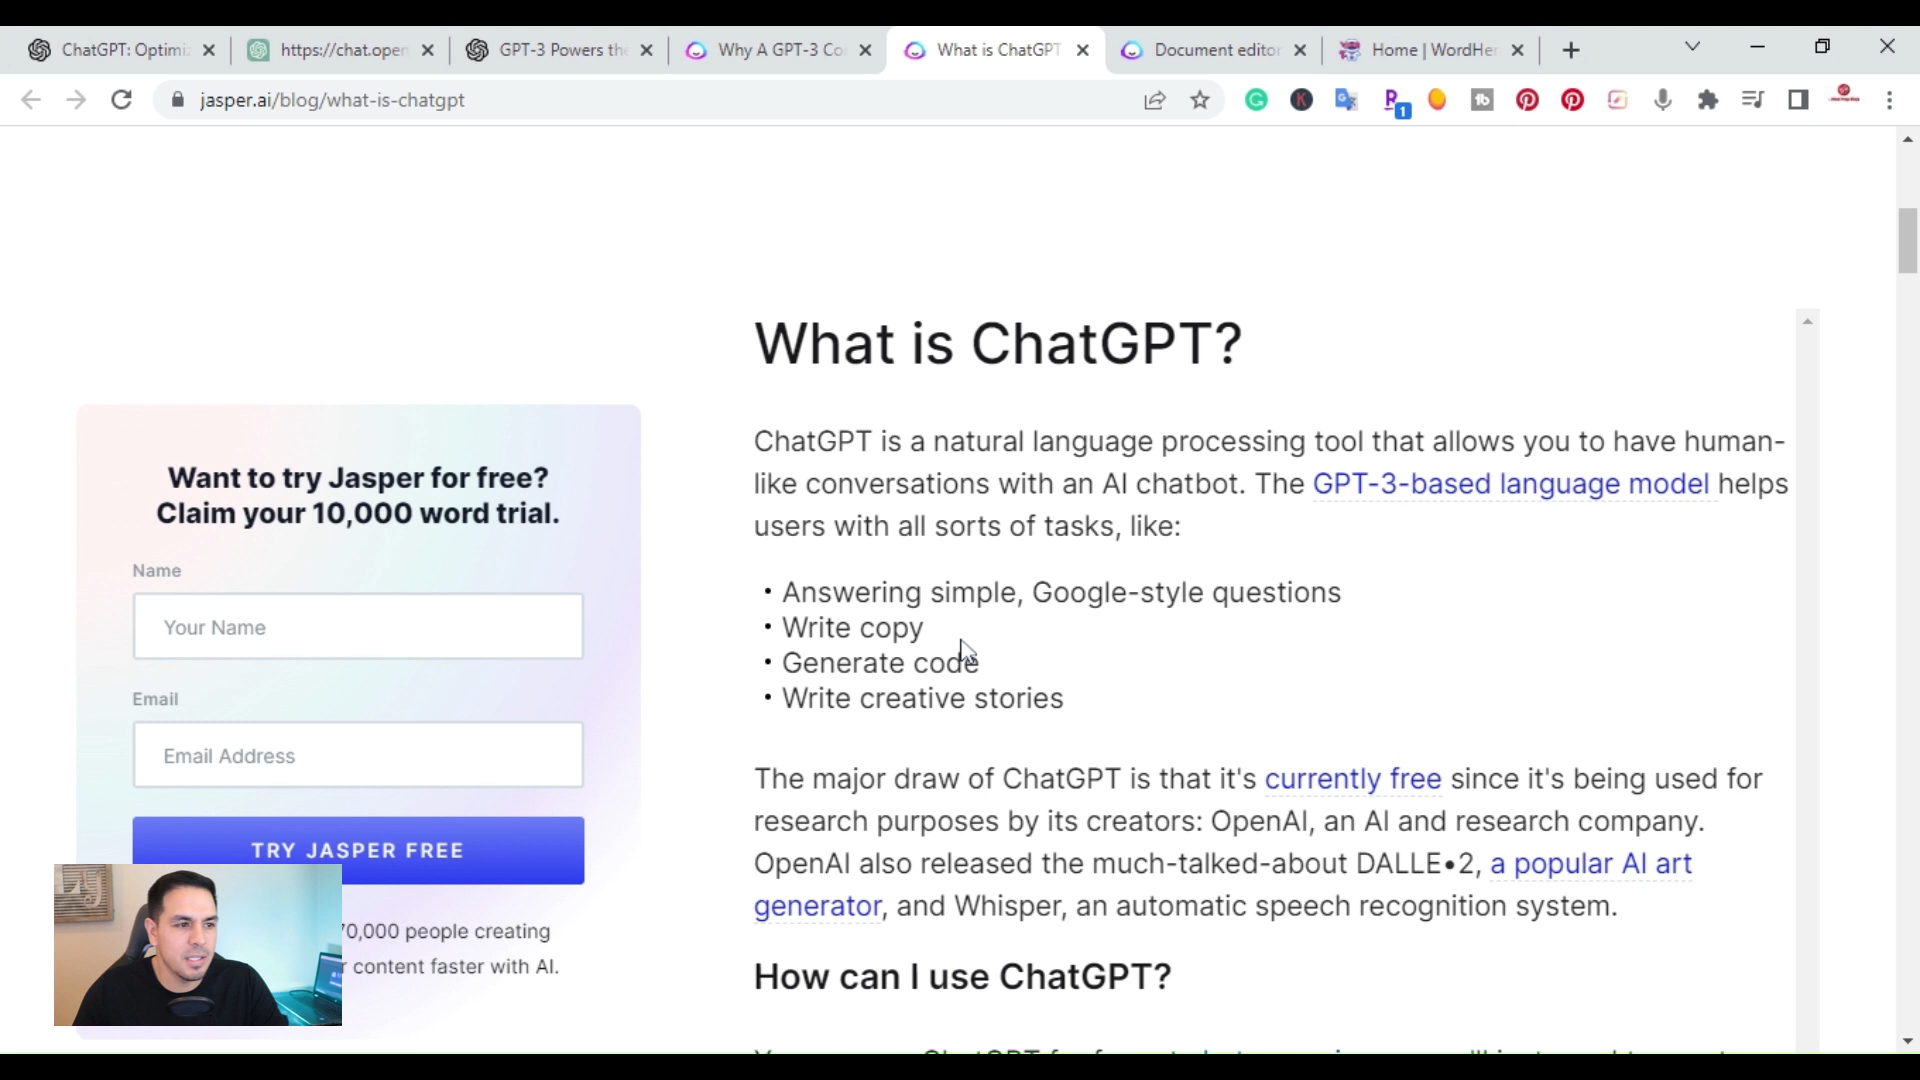 ChatGPT: Optimiz
https://chat.open
GPT-3 Powers the
Why A GPT-3 Co
What is ChatGPT
Document editor
Home | WordHer
jasper.ai/blog/what-is-chatgpt
1
What is ChatGPT?
ChatGPT is a natural language processing tool that allows you to have human-
like conversations with an AI chatbot. The GPT-3-based language model helps
users with all sorts of tasks, like:
• Answering simple, Google-style questions
• Write copy
• Generate code
• Write creative stories
The major draw of ChatGPT is that it's currently free since it's being used for
research purposes by its creators: OpenAI, an AI and research company.
OpenAI also released the much-talked-about DALLE•2, a popular AI art
generator, and Whisper, an automatic speech recognition system.
How can I use ChatGPT?
Want to try Jasper for free?
Claim your 10,000 word trial.
Name
Your Name
Email
Email Address
TRY JASPER FREE
70,000 people creating
content faster with AI.